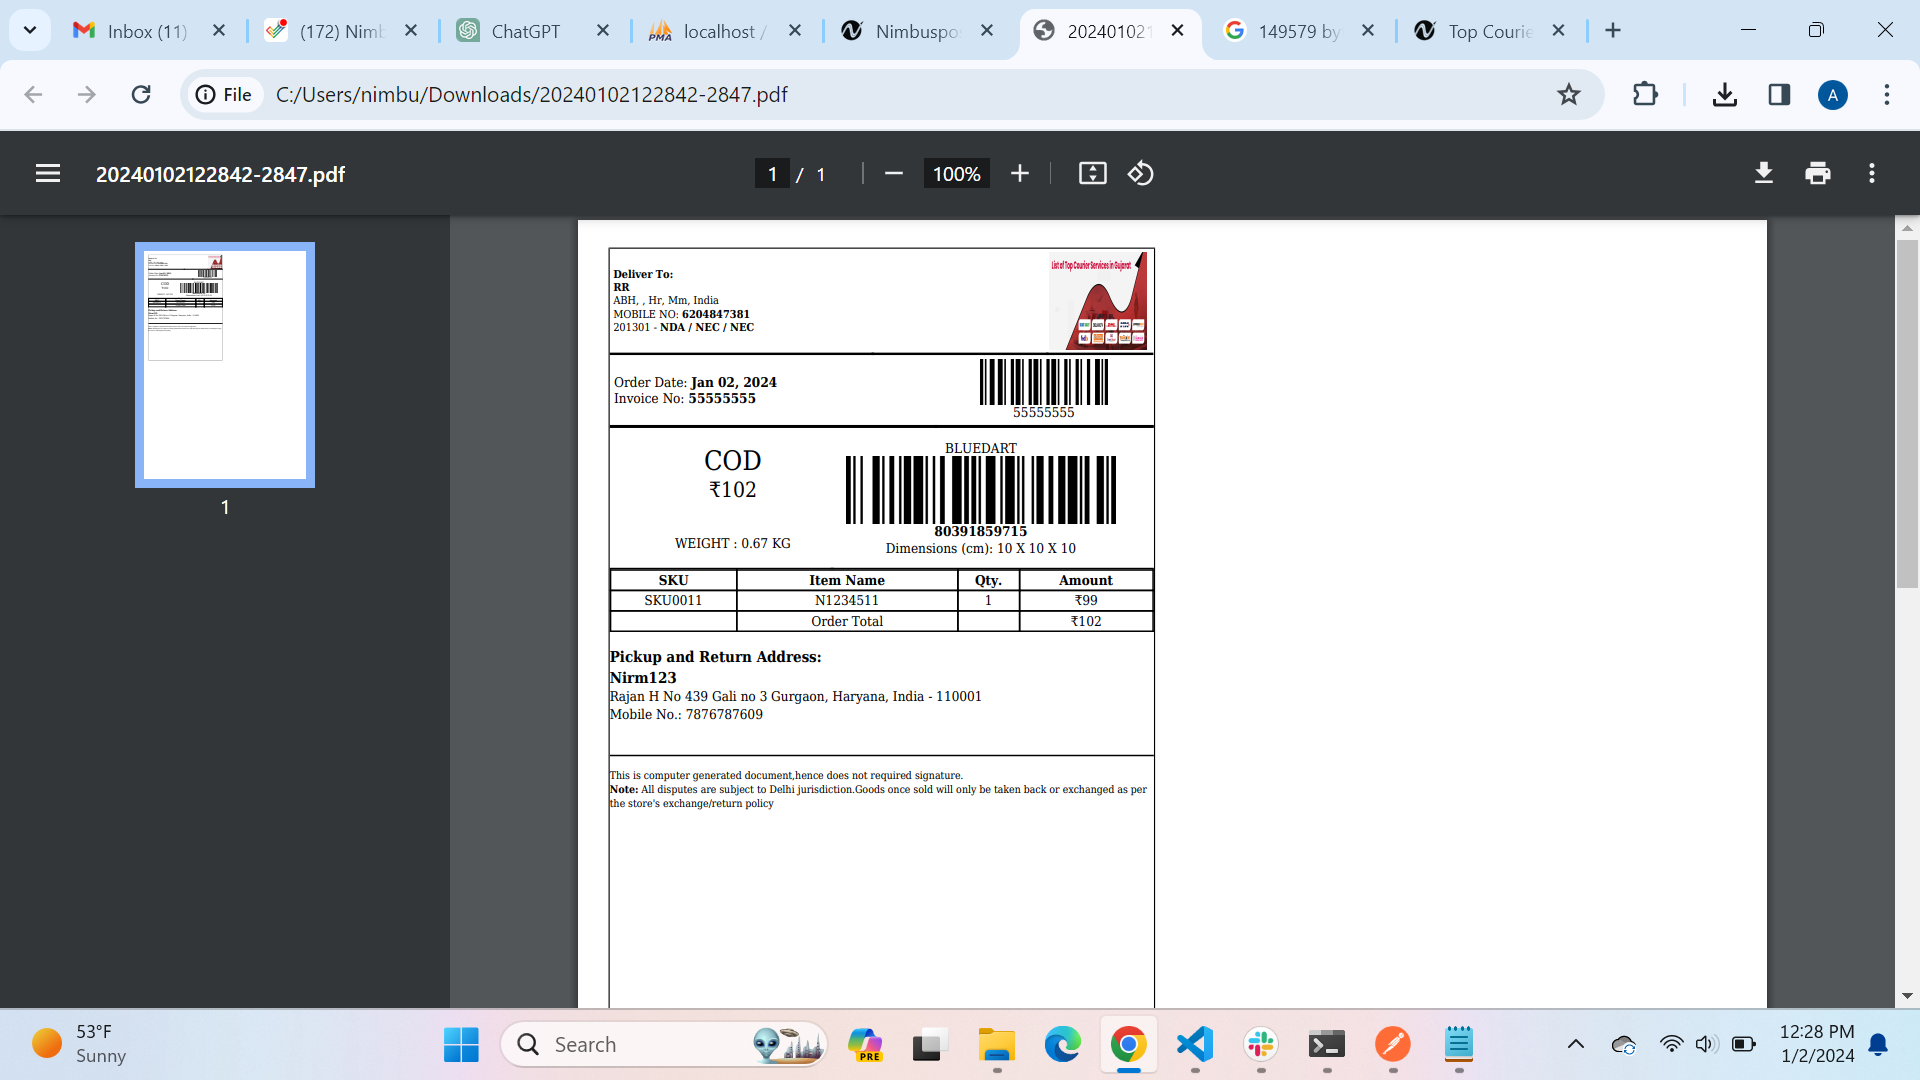 Inbox (11)
(172) Nimb
ChatGPT
localhost /
Nimbuspo
202401021
149579 by
Top Courie
File
C:/Users/nimbu/Downloads/20240102122842-2847.pdf
A
20240102122842-2847.pdf
1 / 1
100%
1
Deliver To:
RR
ABH, , Hr, Mm, India
MOBILE NO: 6204847381
201301 - NDA / NEC / NEC
List of Top Courier Services in Gujarat
Order Date: Jan 02, 2024
Invoice No: 55555555
55555555
COD
₹102
WEIGHT : 0.67 KG
BLUEDART
80391859715
Dimensions (cm): 10 X 10 X 10
SKU Item Name Qty. Amount
SKU0011 N1234511 1 ₹99
Order Total ₹102
Pickup and Return Address:
Nirm123
Rajan H No 439 Gali no 3 Gurgaon, Haryana, India - 110001
Mobile No.: 7876787609
This is computer generated document,hence does not required signature.
Note: All disputes are subject to Delhi jurisdiction.Goods once sold will only be taken back or exchanged as per
the store's exchange/return policy
53°F
Sunny
Search
PRE
12:28 PM
1/2/2024